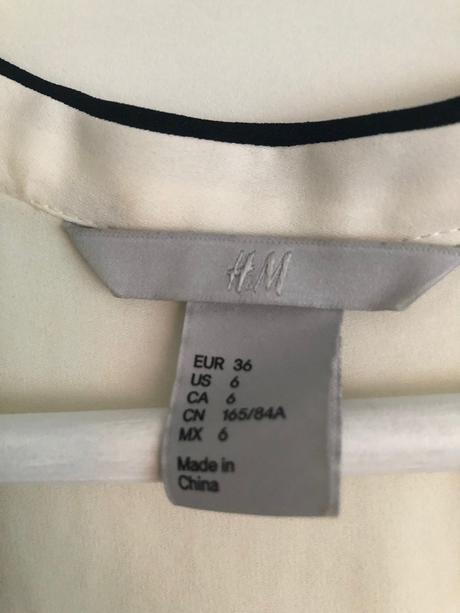 H&M
EUR 36
US 6
CA 6
CN 165/84A
MX 6
Made in
China